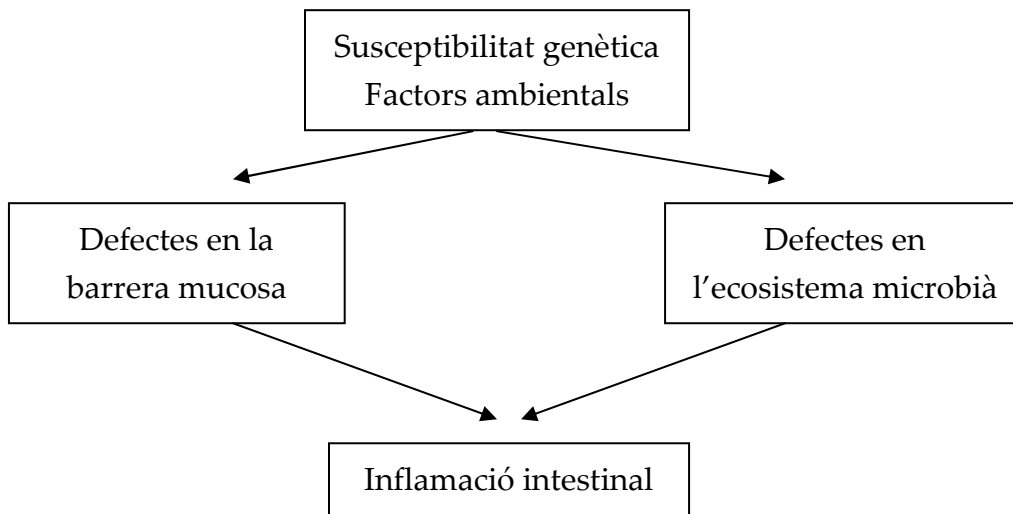 Susceptibilitat genètica
Factors ambientals
Defectes en la
barrera mucosa
Defectes en
l’ecosistema microbià
Inflamació intestinal